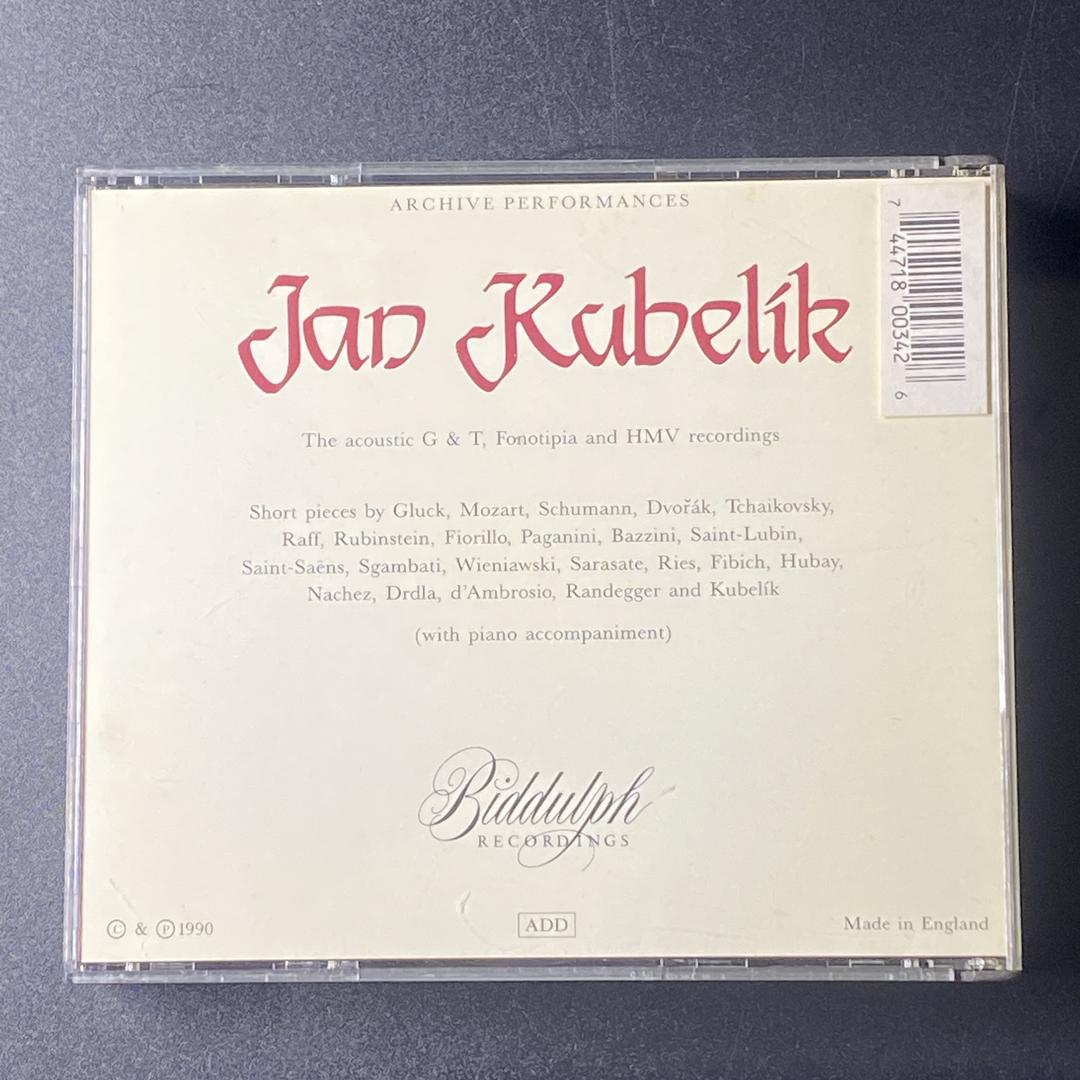 ARCHIVE PERFORMANCES
Jan Kubelík
7 44718 00342 6
The acoustic G & T, Fonotipia and HMV recordings
Short pieces by Gluck, Mozart, Schumann, Dvořák, Tchaikovsky,
Raff, Rubinstein, Fiorillo, Paganini, Bazzini, Saint-Lubin,
Saint-Saëns, Sgambati, Wieniawski, Sarasate, Ries, Fibich, Hubay,
Nachez, Drdla, d'Ambrosio, Randegger and Kubelík
(with piano accompaniment)
Biddulph
RECORDINGS
© & ℗ 1990
ADD
Made in England